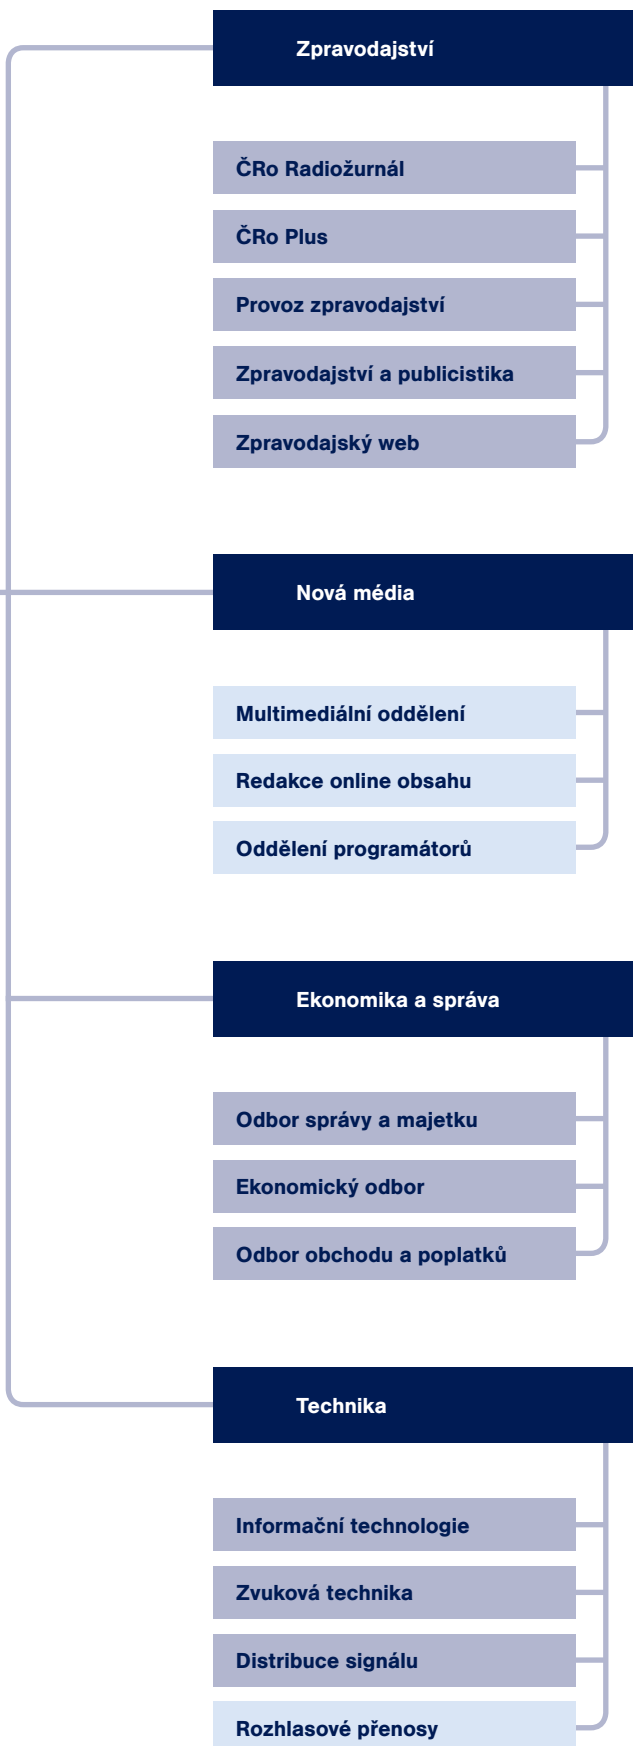 Zpravodajství
ČRo Radiožurnál
ČRo Plus
Provoz zpravodajství
Zpravodajství a publicistika
Zpravodajský web
Nová média
Multimediální oddělení
Redakce online obsahu
Oddělení programátorů
Ekonomika a správa
Odbor správy a majetku
Ekonomický odbor
Odbor obchodu a poplatků
Technika
Informační technologie
Zvuková technika
Distribuce signálu
Rozhlasové přenosy